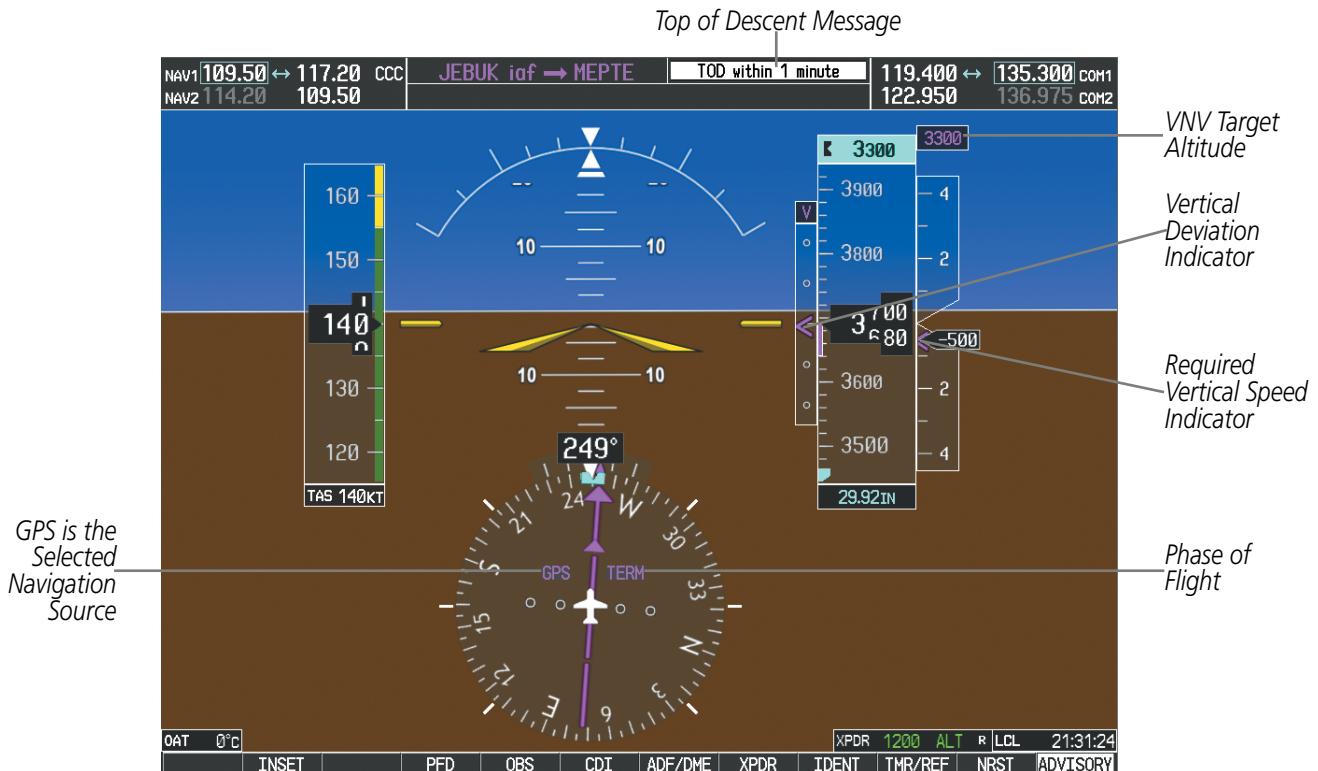 Top of Descent Message
NAV1 109.50 ↔ 117.20 CCC
NAV2 114.20 109.50
JEBUK iaf → MEPTE
TOD within 1 minute
119.400 ↔ 135.300 COM1
122.950 136.975 COM2
VNV Target
Altitude
Vertical
Deviation
Indicator
Required
Vertical Speed
Indicator
Phase of
Flight
GPS is the
Selected
Navigation
Source
160
150
140
130
120
TAS 140KT
10 10
10 10
V
3300
3300
3900
3800
3600
3500
29.92IN
4
2
-500
2
4
249°
GPS TERM
24
W
30
33
N
3
6
E
12
15
S
21
OAT 0°C
XPDR 1200 ALT R LCL 21:31:24
INSET PFD OBS CDI ADF/DME XPDR IDENT TMR/REF NRST ADVISORY